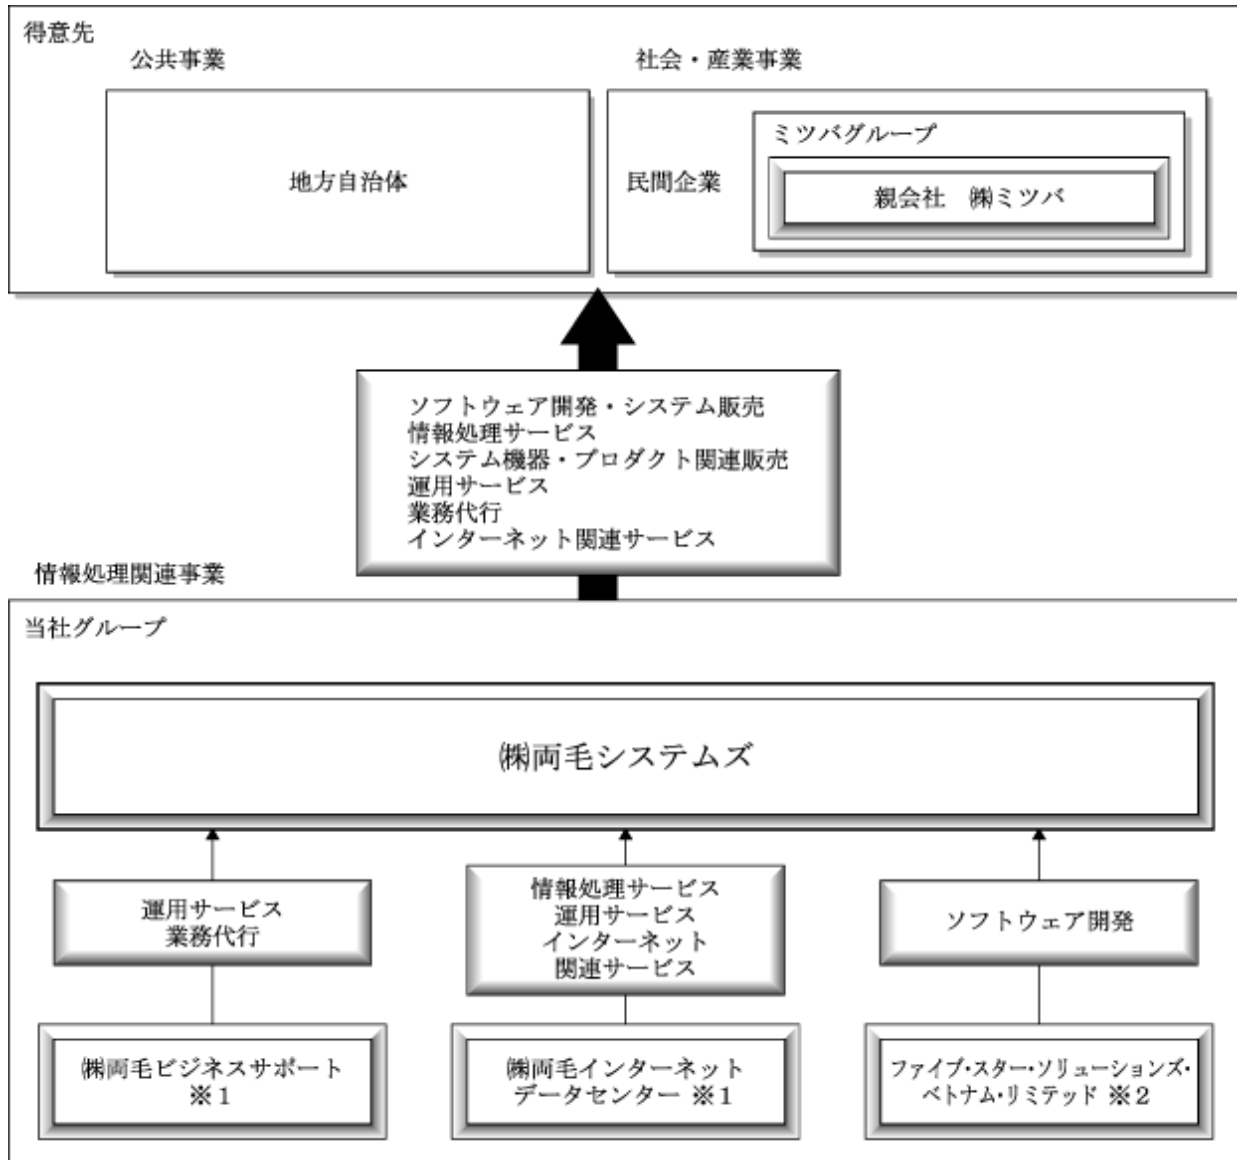 得意先
公共事業
社会・産業事業
地方自治体
民間企業
ミツバグループ
親会社　㈱ミツバ
ソフトウェア開発・システム販売
情報処理サービス
システム機器・プロダクト関連販売
運用サービス
業務代行
インターネット関連サービス
情報処理関連事業
当社グループ
㈱両毛システムズ
運用サービス
業務代行
情報処理サービス
運用サービス
インターネット
関連サービス
ソフトウェア開発
㈱両毛ビジネスサポート
※1
㈱両毛インターネット
データセンター ※1
ファイブ・スター・ソリューションズ・
ベトナム・リミテッド ※2